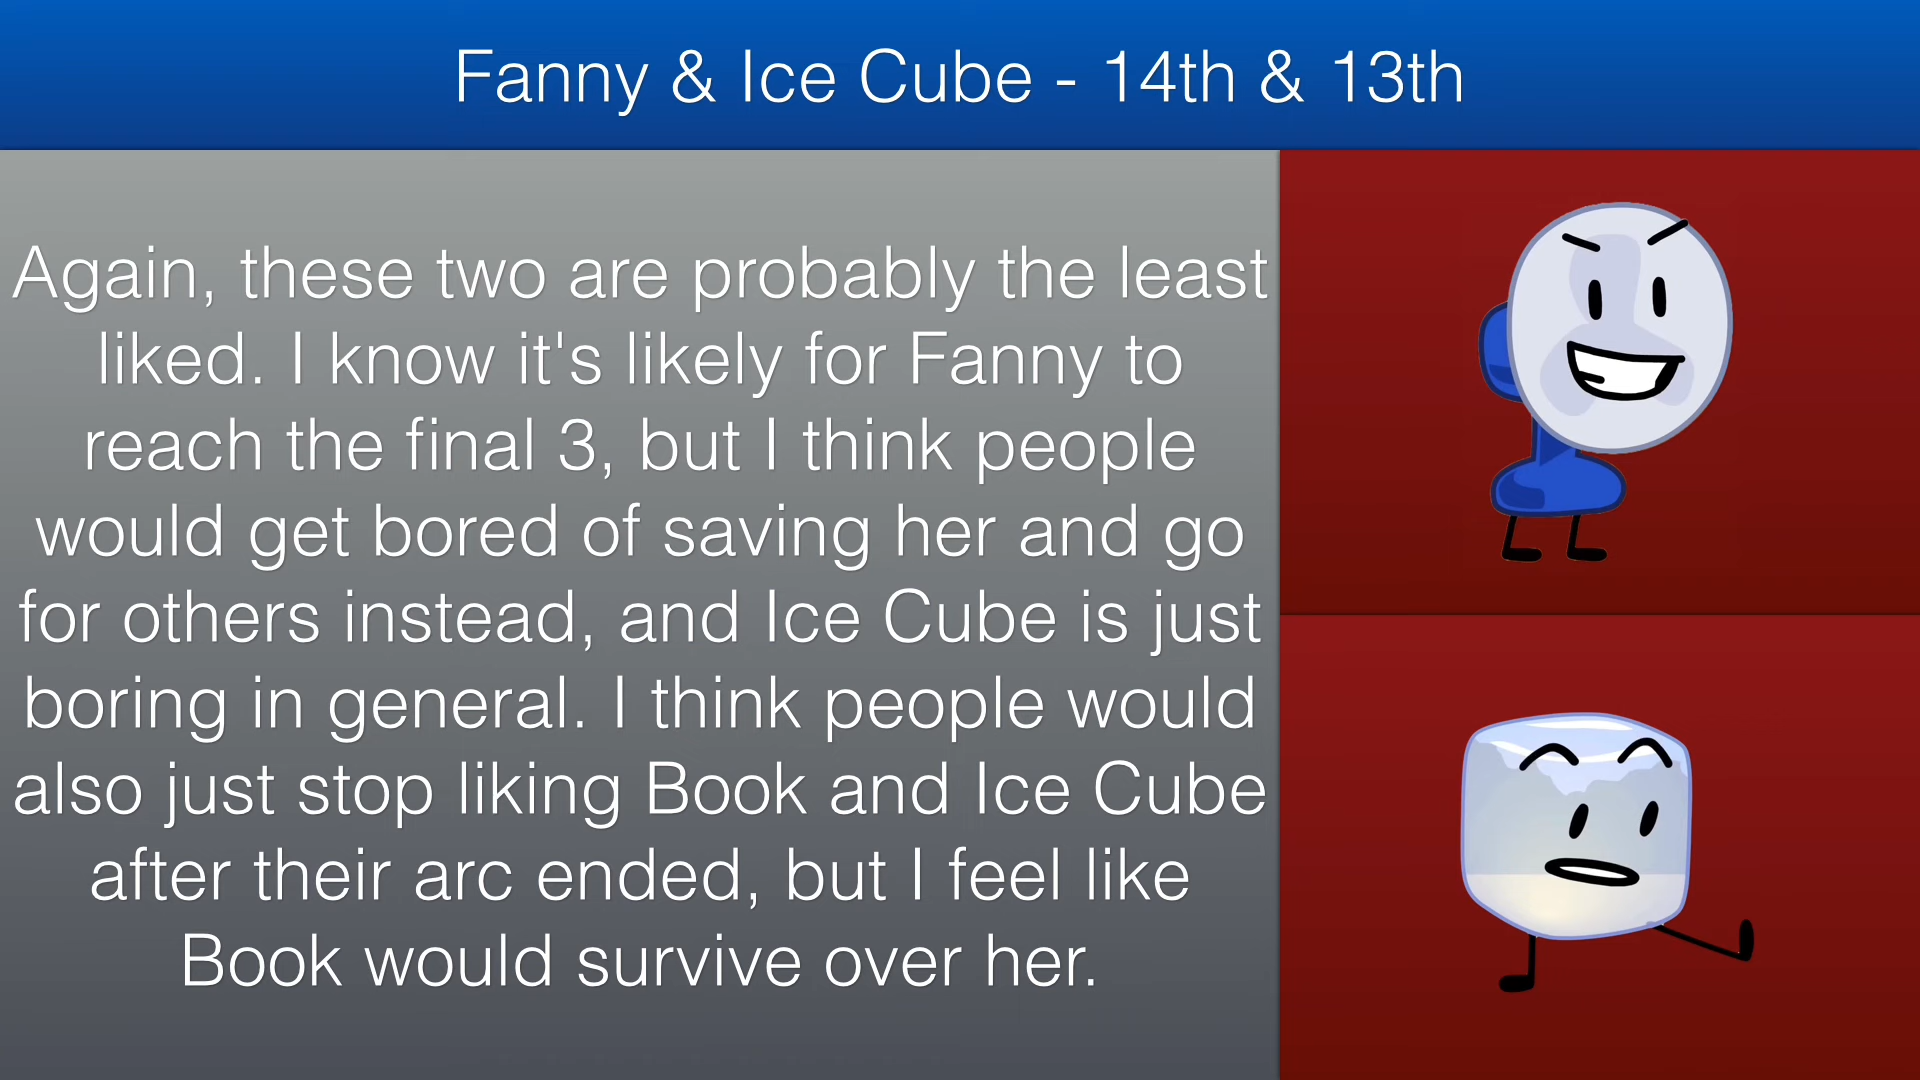 Fanny & Ice Cube - 14th & 13th
Again, these two are probably the least
liked. I know it's likely for Fanny to
reach the final 3, but I think people
would get bored of saving her and go
for others instead, and Ice Cube is just
boring in general. I think people would
also just stop liking Book and Ice Cube
after their arc ended, but I feel like
Book would survive over her.